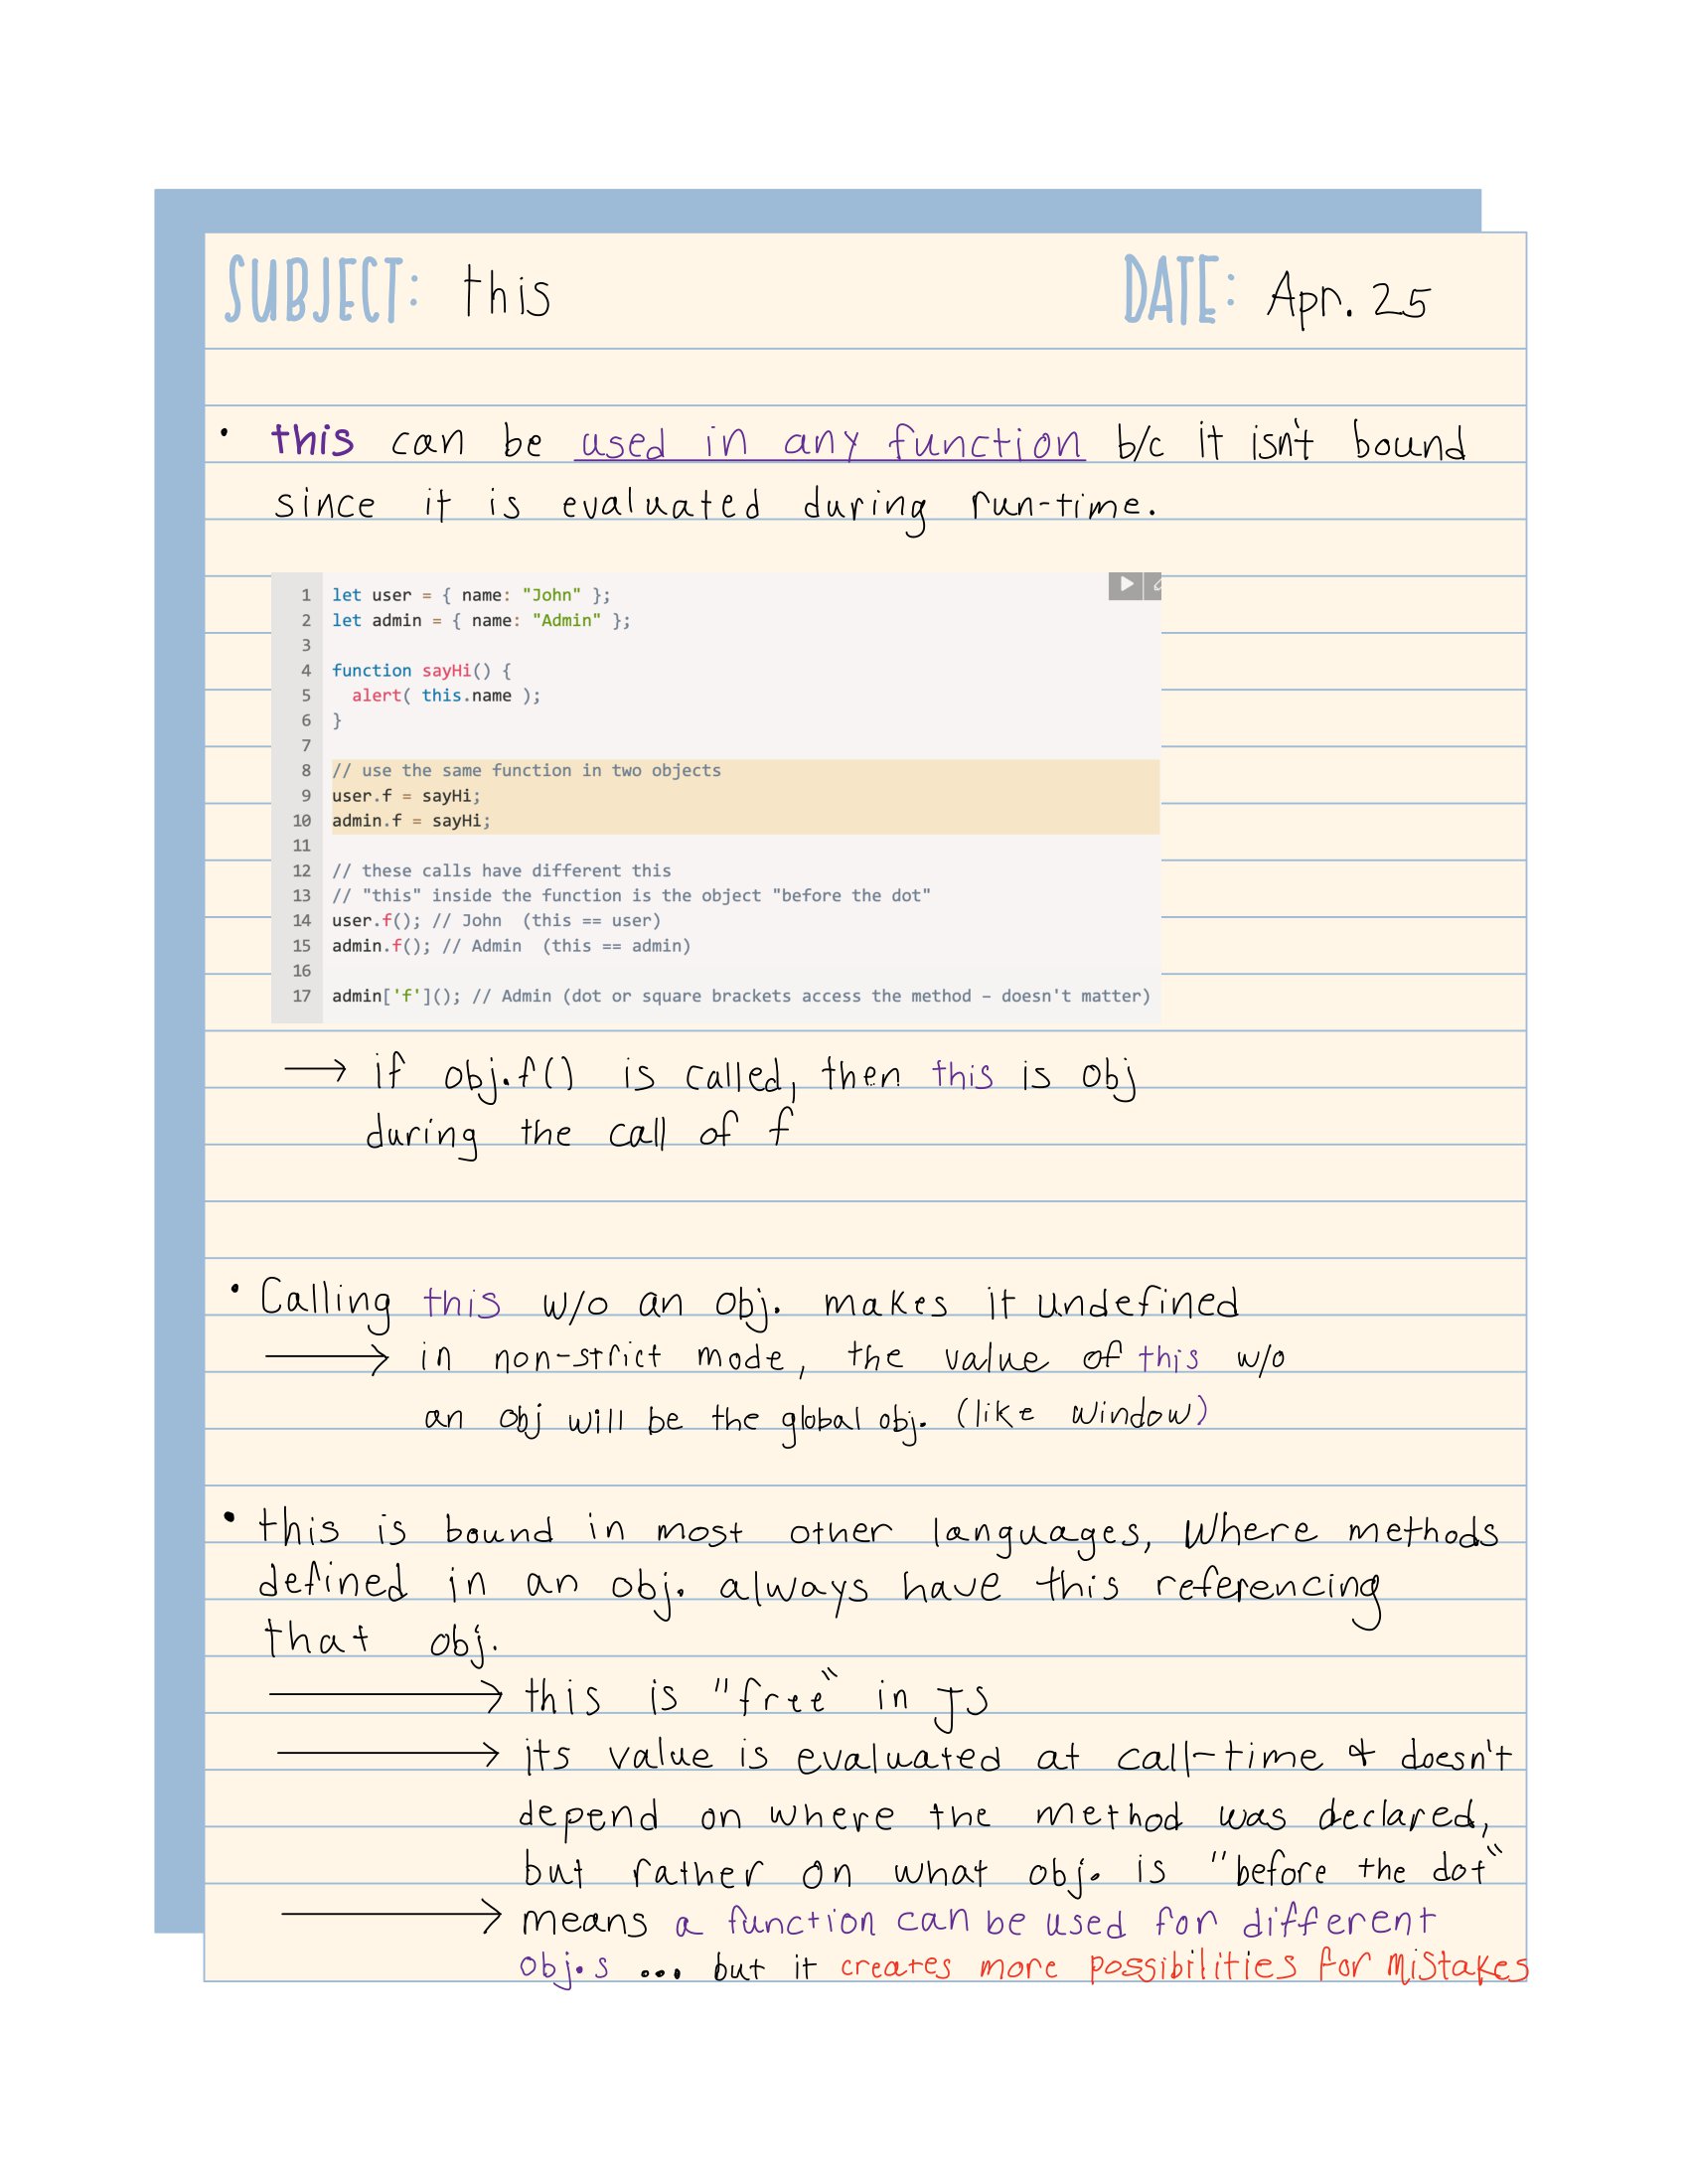 SUBJECT: this DATE: Apr. 25
• this can be used in any function b/c it isn't bound
since it is evaluated during run-time.
1 let user = { name: "John" };
2 let admin = { name: "Admin" };
3
4 function sayHi() {
5 alert( this.name );
6 }
7
8 // use the same function in two objects
9 user.f = sayHi;
10 admin.f = sayHi;
11
12 // these calls have different this
13 // "this" inside the function is the object "before the dot"
14 user.f(); // John (this == user)
15 admin.f(); // Admin (this == admin)
16
17 admin['f'](); // Admin (dot or square brackets access the method – doesn't matter)
→ if obj.f() is called, then this is obj
during the call of f
• Calling this w/o an obj. makes it undefined
→ in non-strict mode, the value of this w/o
an obj will be the global obj. (like window)
• this is bound in most other languages, where methods
defined in an obj. always have this referencing
that obj.
→ this is "free" in JS
→ its value is evaluated at call-time & doesn't
depend on where the method was declared,
but rather on what obj. is "before the dot"
→ means a function can be used for different
obj.s ... but it creates more possibilities for mistakes